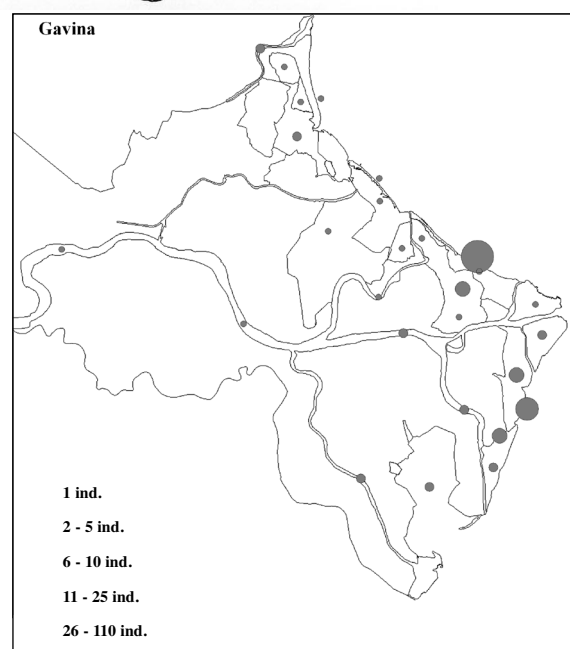 Gavina
1 ind.
2 - 5 ind.
6 - 10 ind.
11 - 25 ind.
26 - 110 ind.